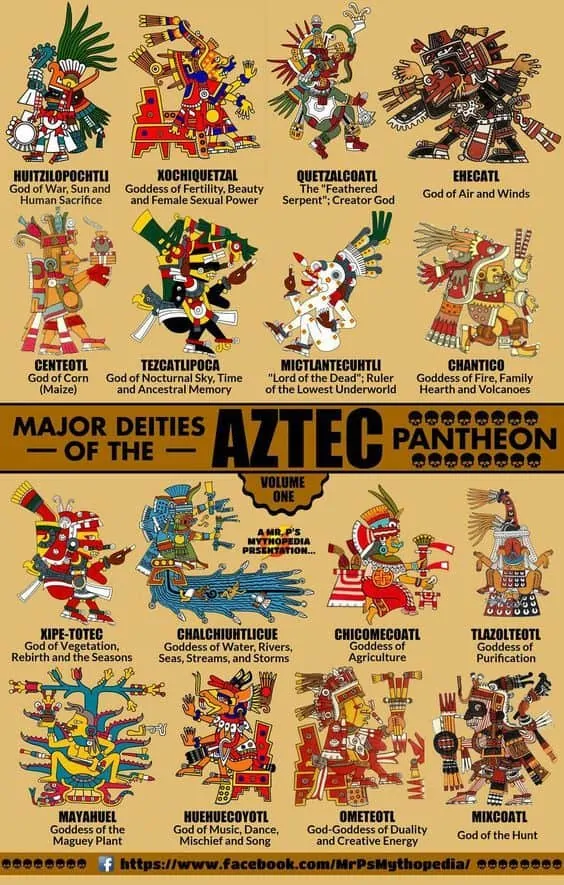 HUITZILOPOCHTLI
God of War, Sun and
Human Sacrifice
XOCHIQUETZAL
Goddess of Fertility, Beauty
and Female Sexual Power
QUETZALCOATL
The "Feathered
Serpent"; Creator God
EHECATL
God of Air and Winds
CENTEOTL
God of Corn
(Maize)
TEZCATLIPOCA
God of Nocturnal Sky, Time
and Ancestral Memory
MICTLANTECUHTLI
"Lord of the Dead"; Ruler
of the Lowest Underworld
CHANTICO
Goddess of Fire, Family
Hearth and Volcanoes
MAJOR DEITIES
— OF THE —
AZTEC
PANTHEON
VOLUME
ONE
A MR. P'S
MYTHOPEDIA
PRSENTATION...
XIPE-TOTEC
God of Vegetation,
Rebirth and the Seasons
CHALCHIUHTLICUE
Goddess of Water, Rivers,
Seas, Streams, and Storms
CHICOMECOATL
Goddess of
Agriculture
TLAZOLTEOTL
Goddess of
Purification
MAYAHUEL
Goddess of the
Maguey Plant
HUEHUECOYOTL
God of Music, Dance,
Mischief and Song
OMETEOTL
God-Goddess of Duality
and Creative Energy
MIXCOATL
God of the Hunt
f https://www.facebook.com/MrPsMythopedia/